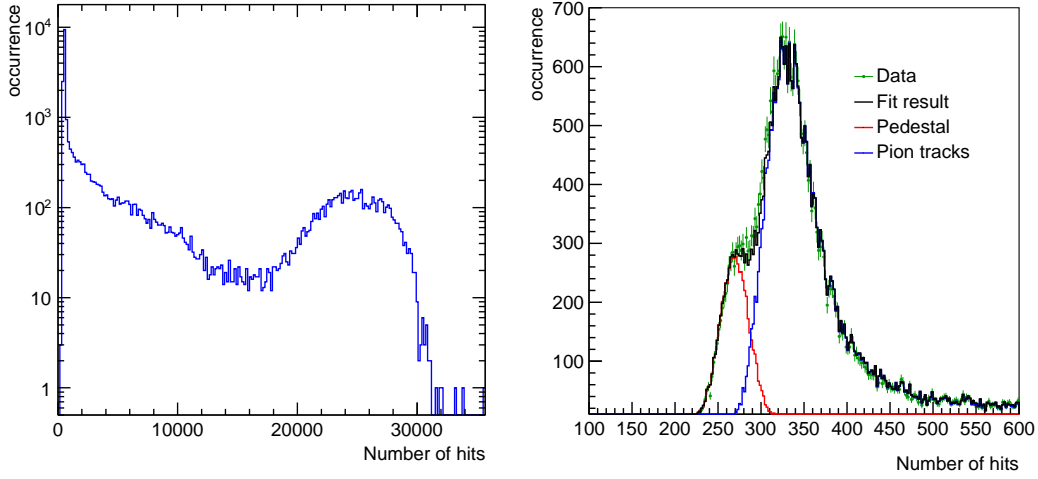 occurrence
10^4
10^3
10^2
10
1
0 10000 20000 30000
Number of hits
occurrence
700
600
500
400
300
200
100
Data
Fit result
Pedestal
Pion tracks
100 150 200 250 300 350 400 450 500 550 600
Number of hits